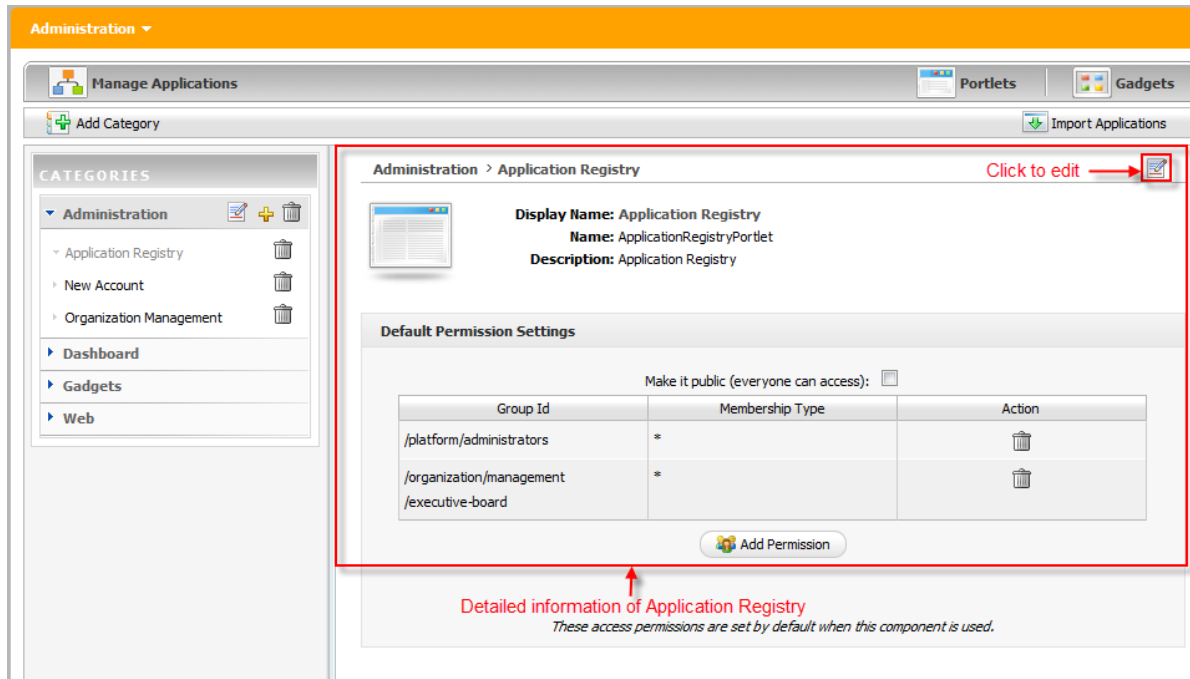 Administration
Manage Applications
Portlets
Gadgets
Add Category
Import Applications
CATEGORIES
Administration
Application Registry
New Account
Organization Management
Dashboard
Gadgets
Web
Administration > Application Registry
Click to edit
Display Name: Application Registry
Name: ApplicationRegistryPortlet
Description: Application Registry
Default Permission Settings
Make it public (everyone can access):
Group Id Membership Type Action
/platform/administrators *
/organization/management *
/executive-board
Add Permission
Detailed information of Application Registry
These access permissions are set by default when this component is used.